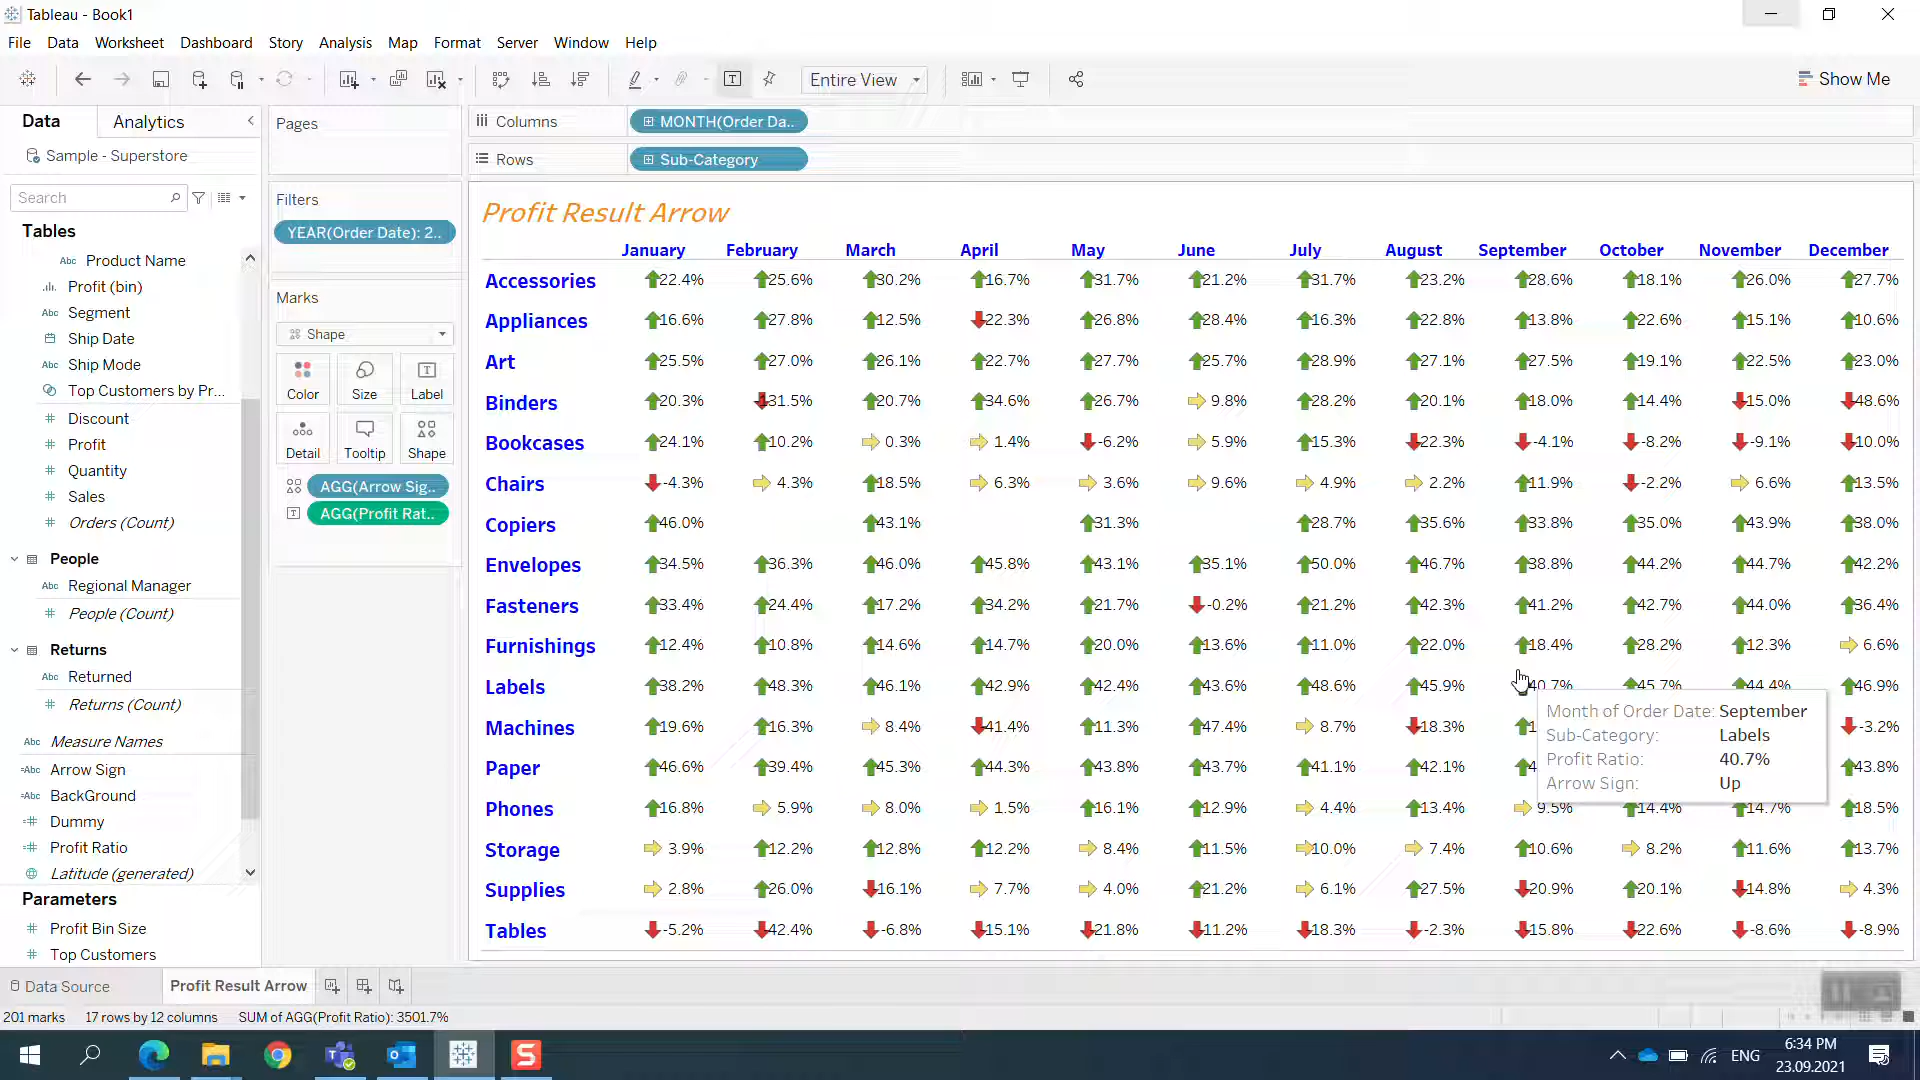 Tableau - Book1
File Data Worksheet Dashboard Story Analysis Map Format Server Window Help
Entire View
Show Me
Data Analytics
Sample - Superstore
Search
Tables
Abc Product Name
Profit (bin)
Abc Segment
Ship Date
Abc Ship Mode
Top Customers by Pr...
# Discount
# Profit
# Quantity
# Sales
# Orders (Count)
People
Abc Regional Manager
# People (Count)
Returns
Abc Returned
# Returns (Count)
Abc Measure Names
=Abc Arrow Sign
=Abc BackGround
=# Dummy
=# Profit Ratio
Latitude (generated)
Parameters
# Profit Bin Size
# Top Customers
Pages
Filters
YEAR(Order Date): 2..
Marks
Shape
Color Size Label
Detail Tooltip Shape
AGG(Arrow Sig..
AGG(Profit Rat..
Columns MONTH(Order Da..
Rows Sub-Category
Profit Result Arrow
January February March April May June July August September October November December
Accessories 22.4% 25.6% 30.2% 16.7% 31.7% 21.2% 31.7% 23.2% 28.6% 18.1% 26.0% 27.7%
Appliances 16.6% 27.8% 12.5% 22.3% 26.8% 28.4% 16.3% 22.8% 13.8% 22.6% 15.1% 10.6%
Art 25.5% 27.0% 26.1% 22.7% 27.7% 25.7% 28.9% 27.1% 27.5% 19.1% 22.5% 23.0%
Binders 20.3% 31.5% 20.7% 34.6% 26.7% 9.8% 28.2% 20.1% 18.0% 14.4% 15.0% 48.6%
Bookcases 24.1% 10.2% 0.3% 1.4% -6.2% 5.9% 15.3% 22.3% -4.1% -8.2% -9.1% 10.0%
Chairs -4.3% 4.3% 18.5% 6.3% 3.6% 9.6% 4.9% 2.2% 11.9% -2.2% 6.6% 13.5%
Copiers 46.0% 43.1% 31.3% 28.7% 35.6% 33.8% 35.0% 43.9% 38.0%
Envelopes 34.5% 36.3% 46.0% 45.8% 43.1% 35.1% 50.0% 46.7% 38.8% 44.2% 44.7% 42.2%
Fasteners 33.4% 24.4% 17.2% 34.2% 21.7% -0.2% 21.2% 42.3% 41.2% 42.7% 44.0% 36.4%
Furnishings 12.4% 10.8% 14.6% 14.7% 20.0% 13.6% 11.0% 22.0% 18.4% 28.2% 12.3% 6.6%
Labels 38.2% 48.3% 46.1% 42.9% 42.4% 43.6% 48.6% 45.9% 40.7% 45.7% 44.4% 46.9%
Machines 19.6% 16.3% 8.4% 41.4% 11.3% 47.4% 8.7% 18.3% -3.2%
Paper 46.6% 39.4% 45.3% 44.3% 43.8% 43.7% 41.1% 42.1% 43.8%
Phones 16.8% 5.9% 8.0% 1.5% 16.1% 12.9% 4.4% 13.4% 9.5% 14.4% 14.7% 18.5%
Storage 3.9% 12.2% 12.8% 12.2% 8.4% 11.5% 10.0% 7.4% 10.6% 8.2% 11.6% 13.7%
Supplies 2.8% 26.0% 16.1% 7.7% 4.0% 21.2% 6.1% 27.5% 20.9% 20.1% 14.8% 4.3%
Tables -5.2% 42.4% -6.8% 15.1% 21.8% 11.2% 18.3% -2.3% 15.8% 22.6% -8.6% -8.9%
Month of Order Date: September
Sub-Category: Labels
Profit Ratio: 40.7%
Arrow Sign: Up
Data Source Profit Result Arrow
201 marks 17 rows by 12 columns SUM of AGG(Profit Ratio): 3501.7%
ENG
6:34 PM
23.09.2021